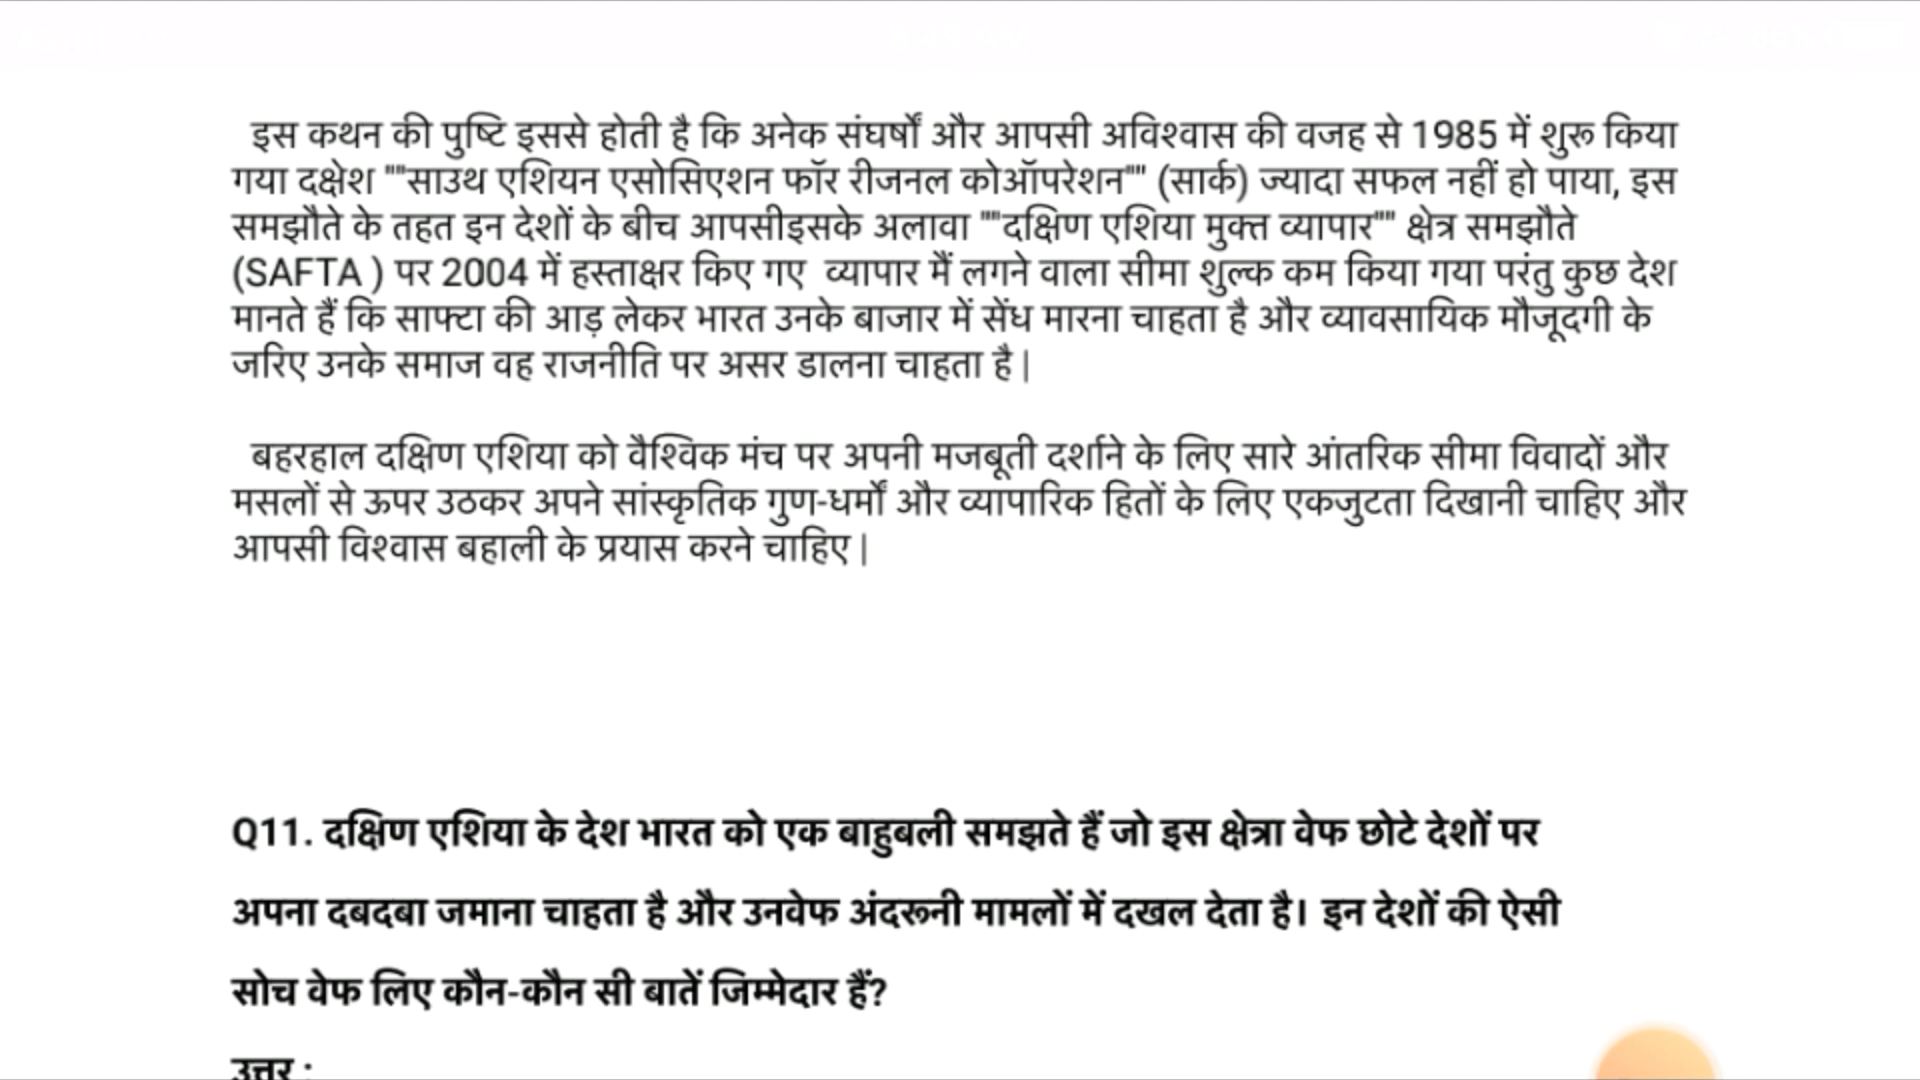 इस कथन की पुष्टि इससे होती है कि अनेक संघर्षों और आपसी अविश्वास की वजह से 1985 में शुरू किया
गया दक्षेश ""साउथ एशियन एसोसिएशन फॉर रीजनल कोऑपरेशन"" (सार्क) ज्यादा सफल नहीं हो पाया, इस
समझौते के तहत इन देशों के बीच आपसीइसके अलावा ""दक्षिण एशिया मुक्त व्यापार"" क्षेत्र समझौते
(SAFTA ) पर 2004 में हस्ताक्षर किए गए व्यापार मैं लगने वाला सीमा शुल्क कम किया गया परंतु कुछ देश
मानते हैं कि साफ्टा की आड़ लेकर भारत उनके बाजार में सेंध मारना चाहता है और व्यावसायिक मौजूदगी के
जरिए उनके समाज वह राजनीति पर असर डालना चाहता है |
बहरहाल दक्षिण एशिया को वैश्विक मंच पर अपनी मजबूती दर्शाने के लिए सारे आंतरिक सीमा विवादों और
मसलों से ऊपर उठकर अपने सांस्कृतिक गुण-धर्मों और व्यापारिक हितों के लिए एकजुटता दिखानी चाहिए और
आपसी विश्वास बहाली के प्रयास करने चाहिए |
Q11. दक्षिण एशिया के देश भारत को एक बाहुबली समझते हैं जो इस क्षेत्रा वेफ छोटे देशों पर
अपना दबदबा जमाना चाहता है और उनवेफ अंदरूनी मामलों में दखल देता है। इन देशों की ऐसी
सोच वेफ लिए कौन-कौन सी बातें जिम्मेदार हैं?
उत्तर :